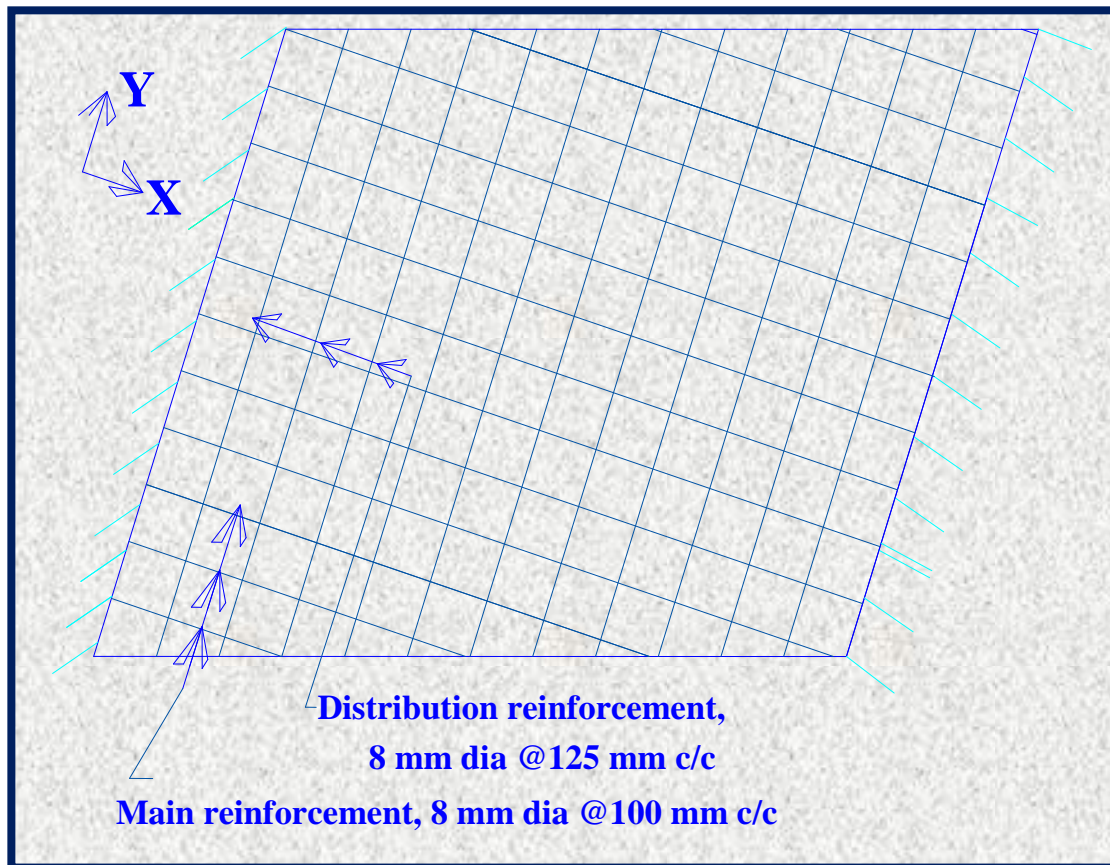 Y
X
Distribution reinforcement,
8 mm dia @125 mm c/c
Main reinforcement, 8 mm dia @100 mm c/c